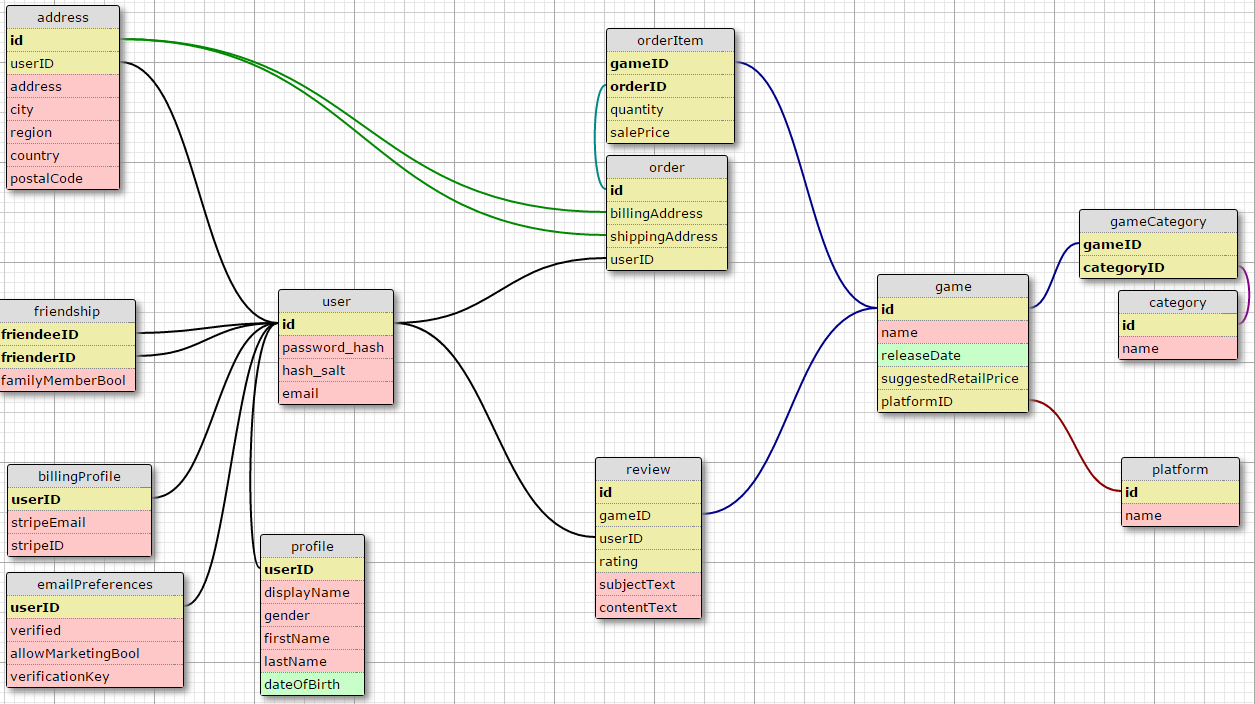 address
id
userID
address
city
region
country
postalCode
orderItem
gameID
orderID
quantity
salePrice
order
id
billingAddress
shippingAddress
userID
gameCategory
gameID
categoryID
category
id
name
game
id
name
releaseDate
suggestedRetailPrice
platformID
user
id
password_hash
hash_salt
email
friendship
friendeeID
frienderID
familyMemberBool
billingProfile
userID
stripeEmail
stripeID
emailPreferences
userID
verified
allowMarketingBool
verificationKey
profile
userID
displayName
gender
firstName
lastName
dateOfBirth
review
id
gameID
userID
rating
subjectText
contentText
platform
id
name